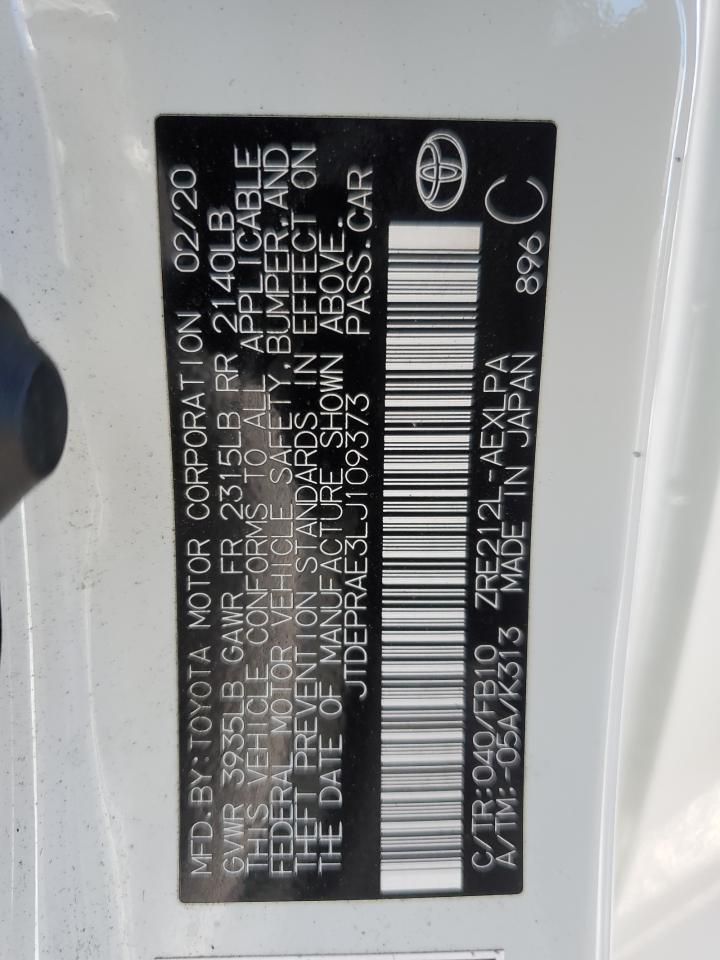 MFD.BY:TOYOTA MOTOR CORPORATION 02/20
GVWR 3935LB GAWR FR 2315LB RR 2140LB
THIS VEHICLE CONFORMS TO ALL APPLICABLE
FEDERAL MOTOR VEHICLE SAFETY,BUMPER,AND
THEFT PREVENTION STANDARDS IN EFFECT ON
THE DATE OF MANUFACTURE SHOWN ABOVE.
JTDEPRAE3LJ109373 PASS.CAR
C/TR:040/FB10 ZRE212L-AEXLPA 896
A/TM:-05A/K313 MADE IN JAPAN C